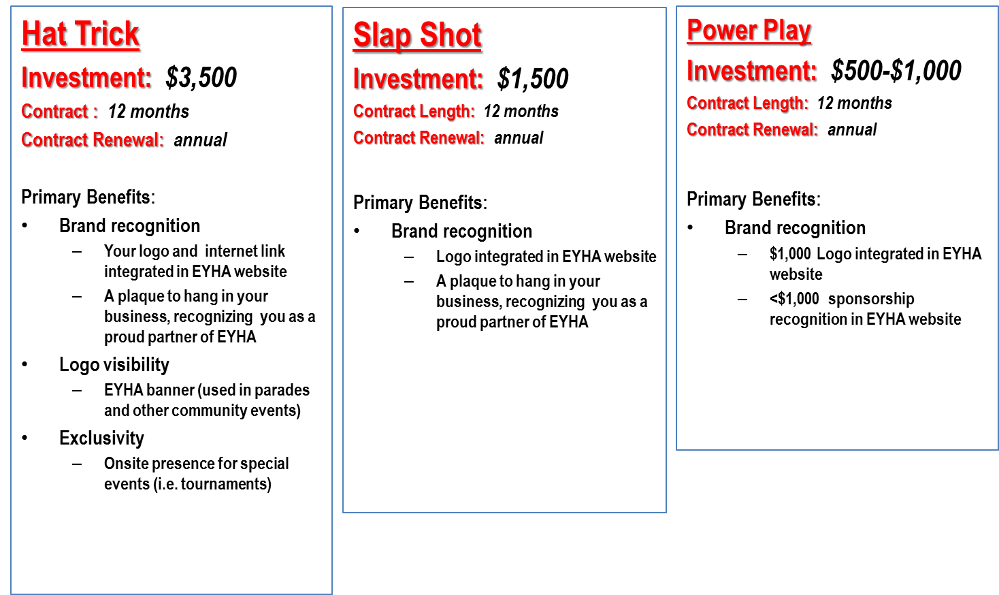 Hat Trick
Investment: $3,500
Contract : 12 months
Contract Renewal: annual
Primary Benefits:
• Brand recognition
– Your logo and internet link
integrated in EYHA website
– A plaque to hang in your
business, recognizing you as a
proud partner of EYHA
• Logo visibility
– EYHA banner (used in parades
and other community events)
• Exclusivity
– Onsite presence for special
events (i.e. tournaments)
Slap Shot
Investment: $1,500
Contract Length: 12 months
Contract Renewal: annual
Primary Benefits:
• Brand recognition
– Logo integrated in EYHA website
– A plaque to hang in your
business, recognizing you as a
proud partner of EYHA
Power Play
Investment: $500-$1,000
Contract Length: 12 months
Contract Renewal: annual
Primary Benefits:
• Brand recognition
– $1,000 Logo integrated in EYHA
website
– <$1,000 sponsorship
recognition in EYHA website